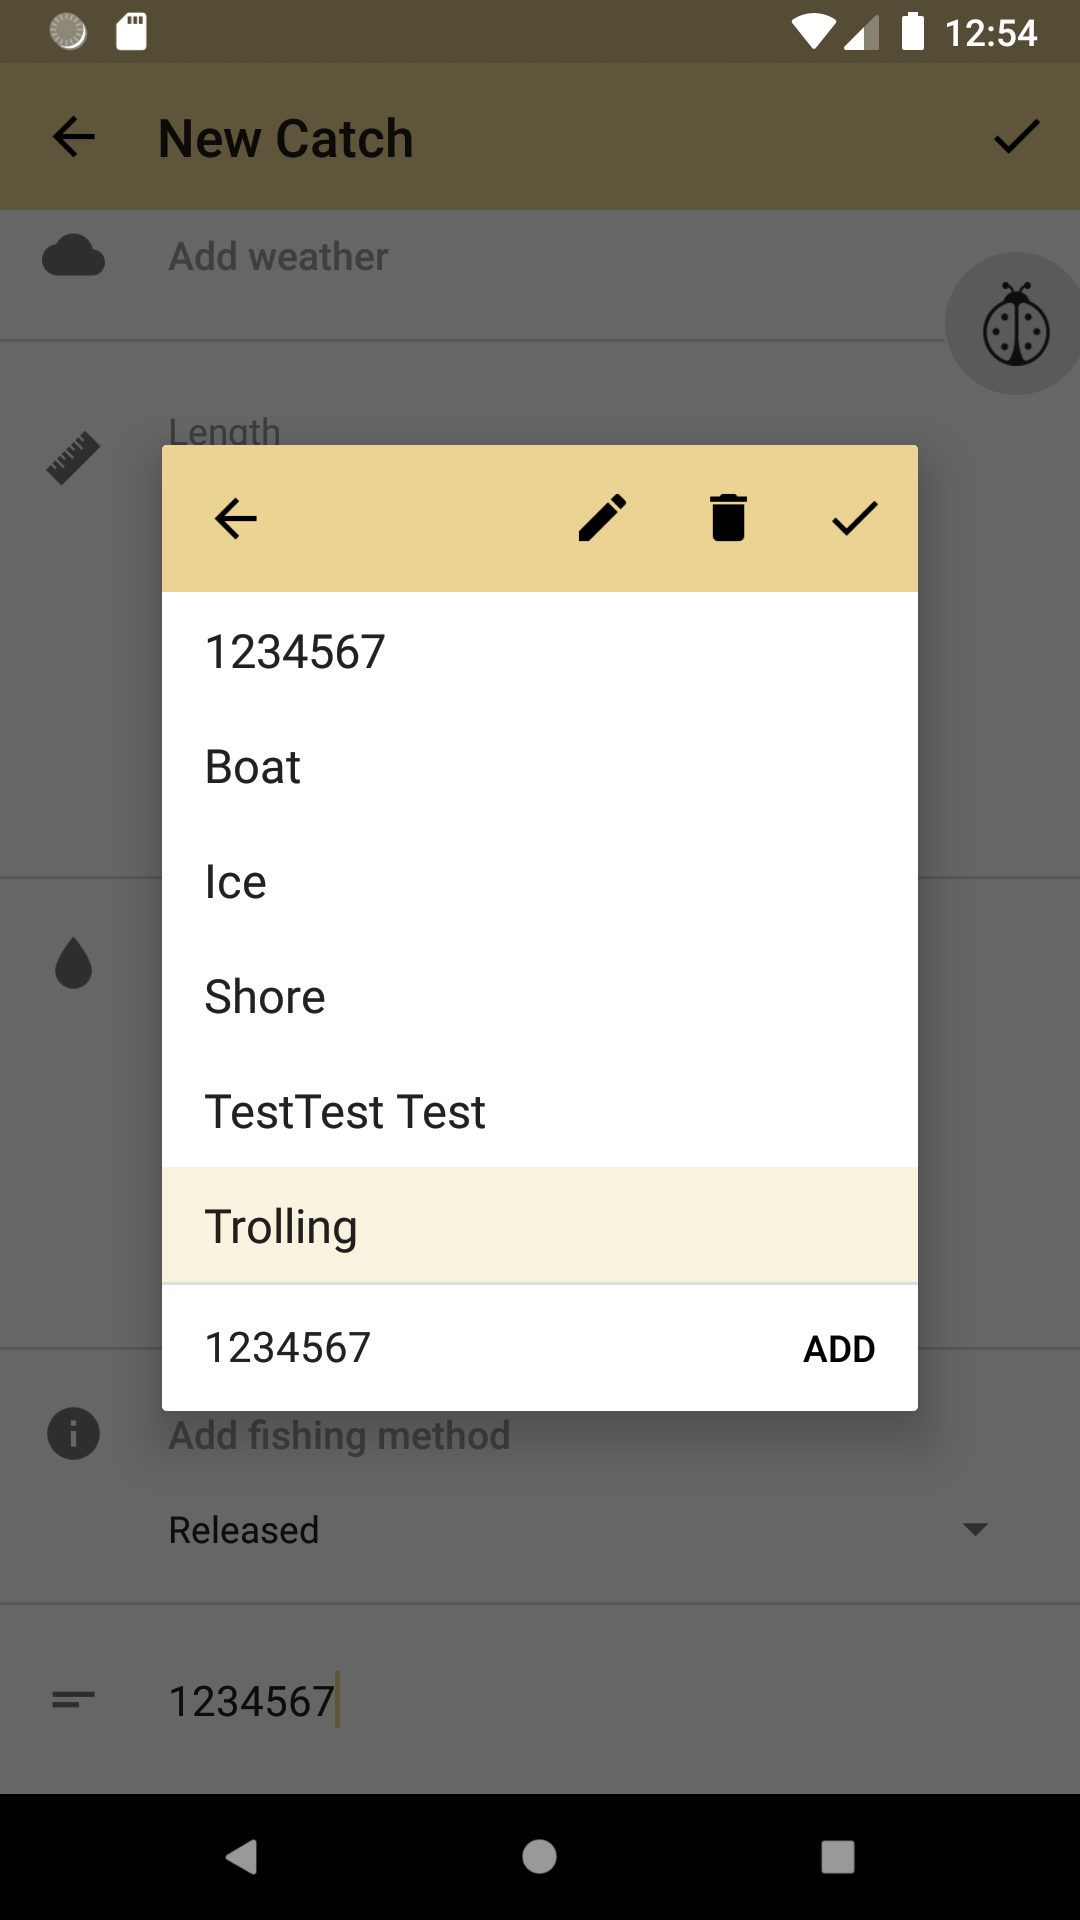 12:54
New Catch
Add weather
Length
1234567
Boat
Ice
Shore
TestTest Test
Trolling
1234567
ADD
Add fishing method
Released
1234567